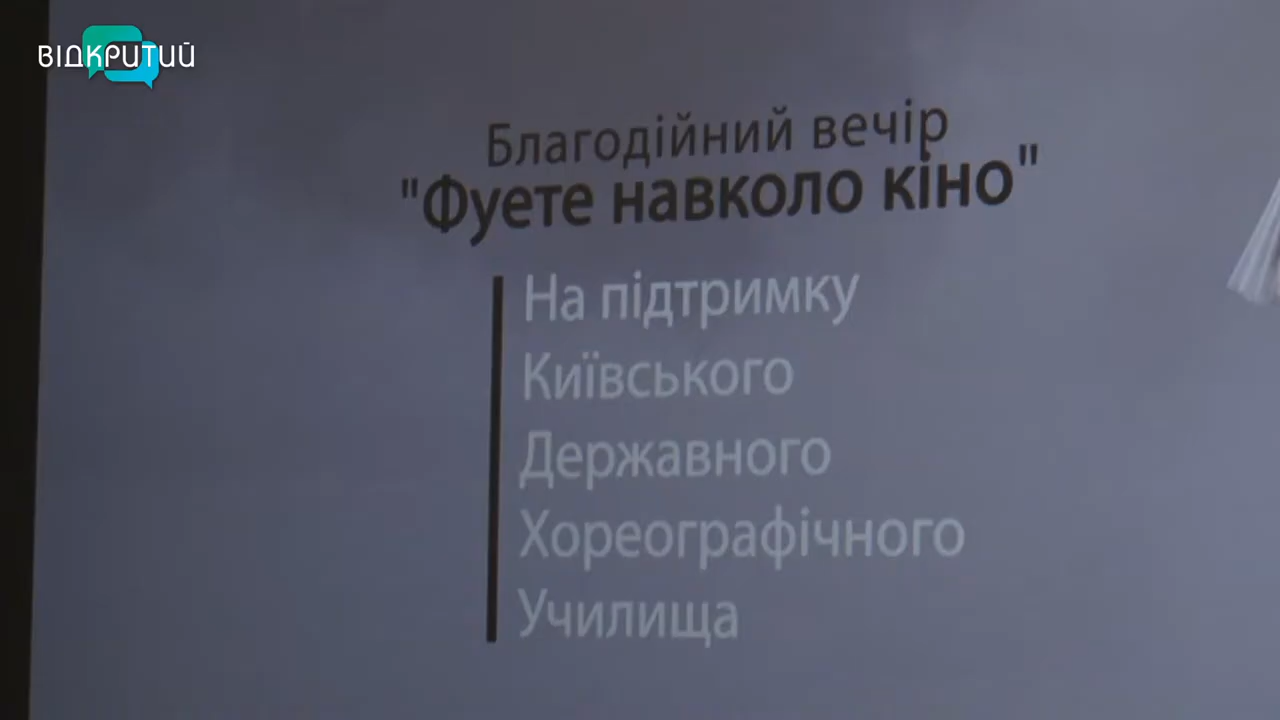 ВІДКРИТИЙ
Благодійний вечір
"Фуете навколо кіно"
На підтримку
Київського
Державного
Хореографічного
Училища